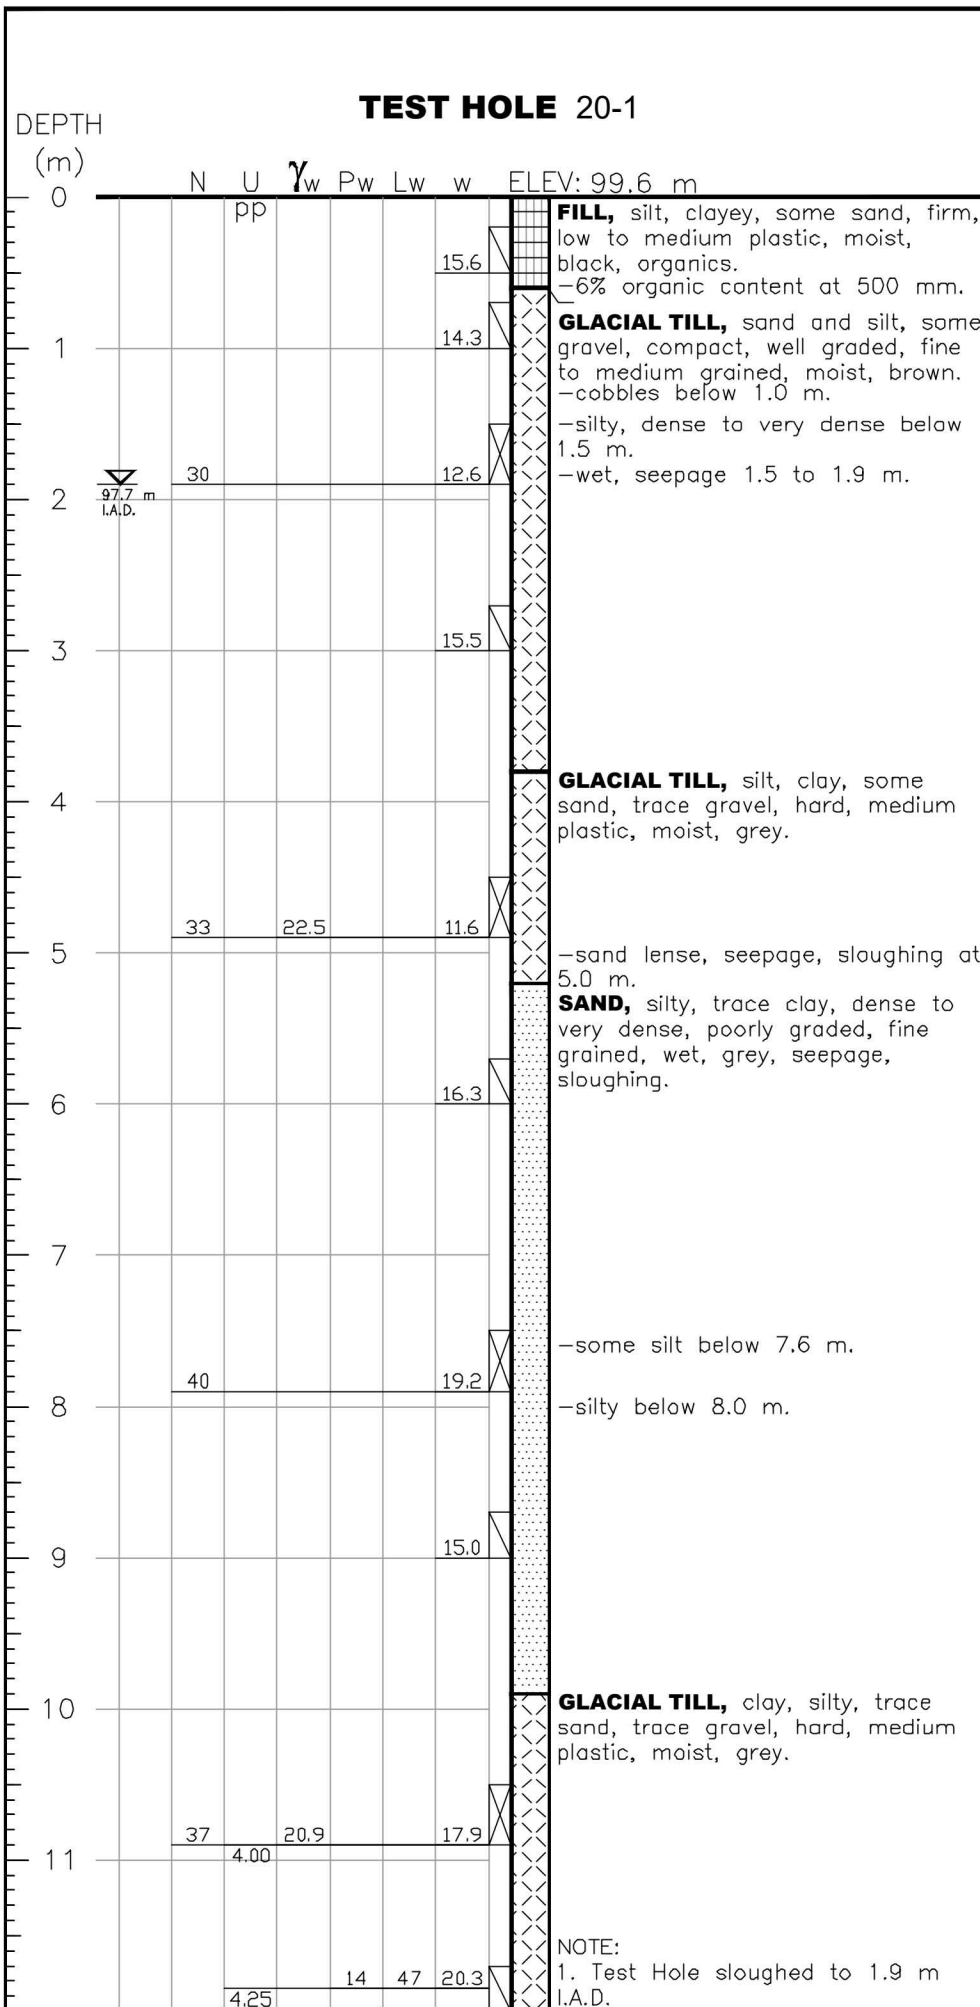 TEST HOLE 20-1
DEPTH
(m)
N U γw Pw Lw w ELEV: 99.6 m
0
pp
FILL, silt, clayey, some sand, firm,
low to medium plastic, moist,
black, organics.
15.6
-6% organic content at 500 mm.
GLACIAL TILL, sand and silt, some
1 14.3 gravel, compact, well graded, fine
to medium grained, moist, brown.
-cobbles below 1.0 m.
-silty, dense to very dense below
1.5 m.
30 12.6 -wet, seepage 1.5 to 1.9 m.
97.7 m
2
I.A.D.
15.5
3
GLACIAL TILL, silt, clay, some
4 sand, trace gravel, hard, medium
plastic, moist, grey.
33 22.5 11.6
5 -sand lense, seepage, sloughing at
5.0 m.
SAND, silty, trace clay, dense to
very dense, poorly graded, fine
grained, wet, grey, seepage,
sloughing.
16.3
6
7
-some silt below 7.6 m.
40 19.2
8 -silty below 8.0 m.
15.0
9
10 GLACIAL TILL, clay, silty, trace
sand, trace gravel, hard, medium
plastic, moist, grey.
37 20.9 17.9
4.00
11
NOTE:
14 47 20.3 1. Test Hole sloughed to 1.9 m
4.25 I.A.D.